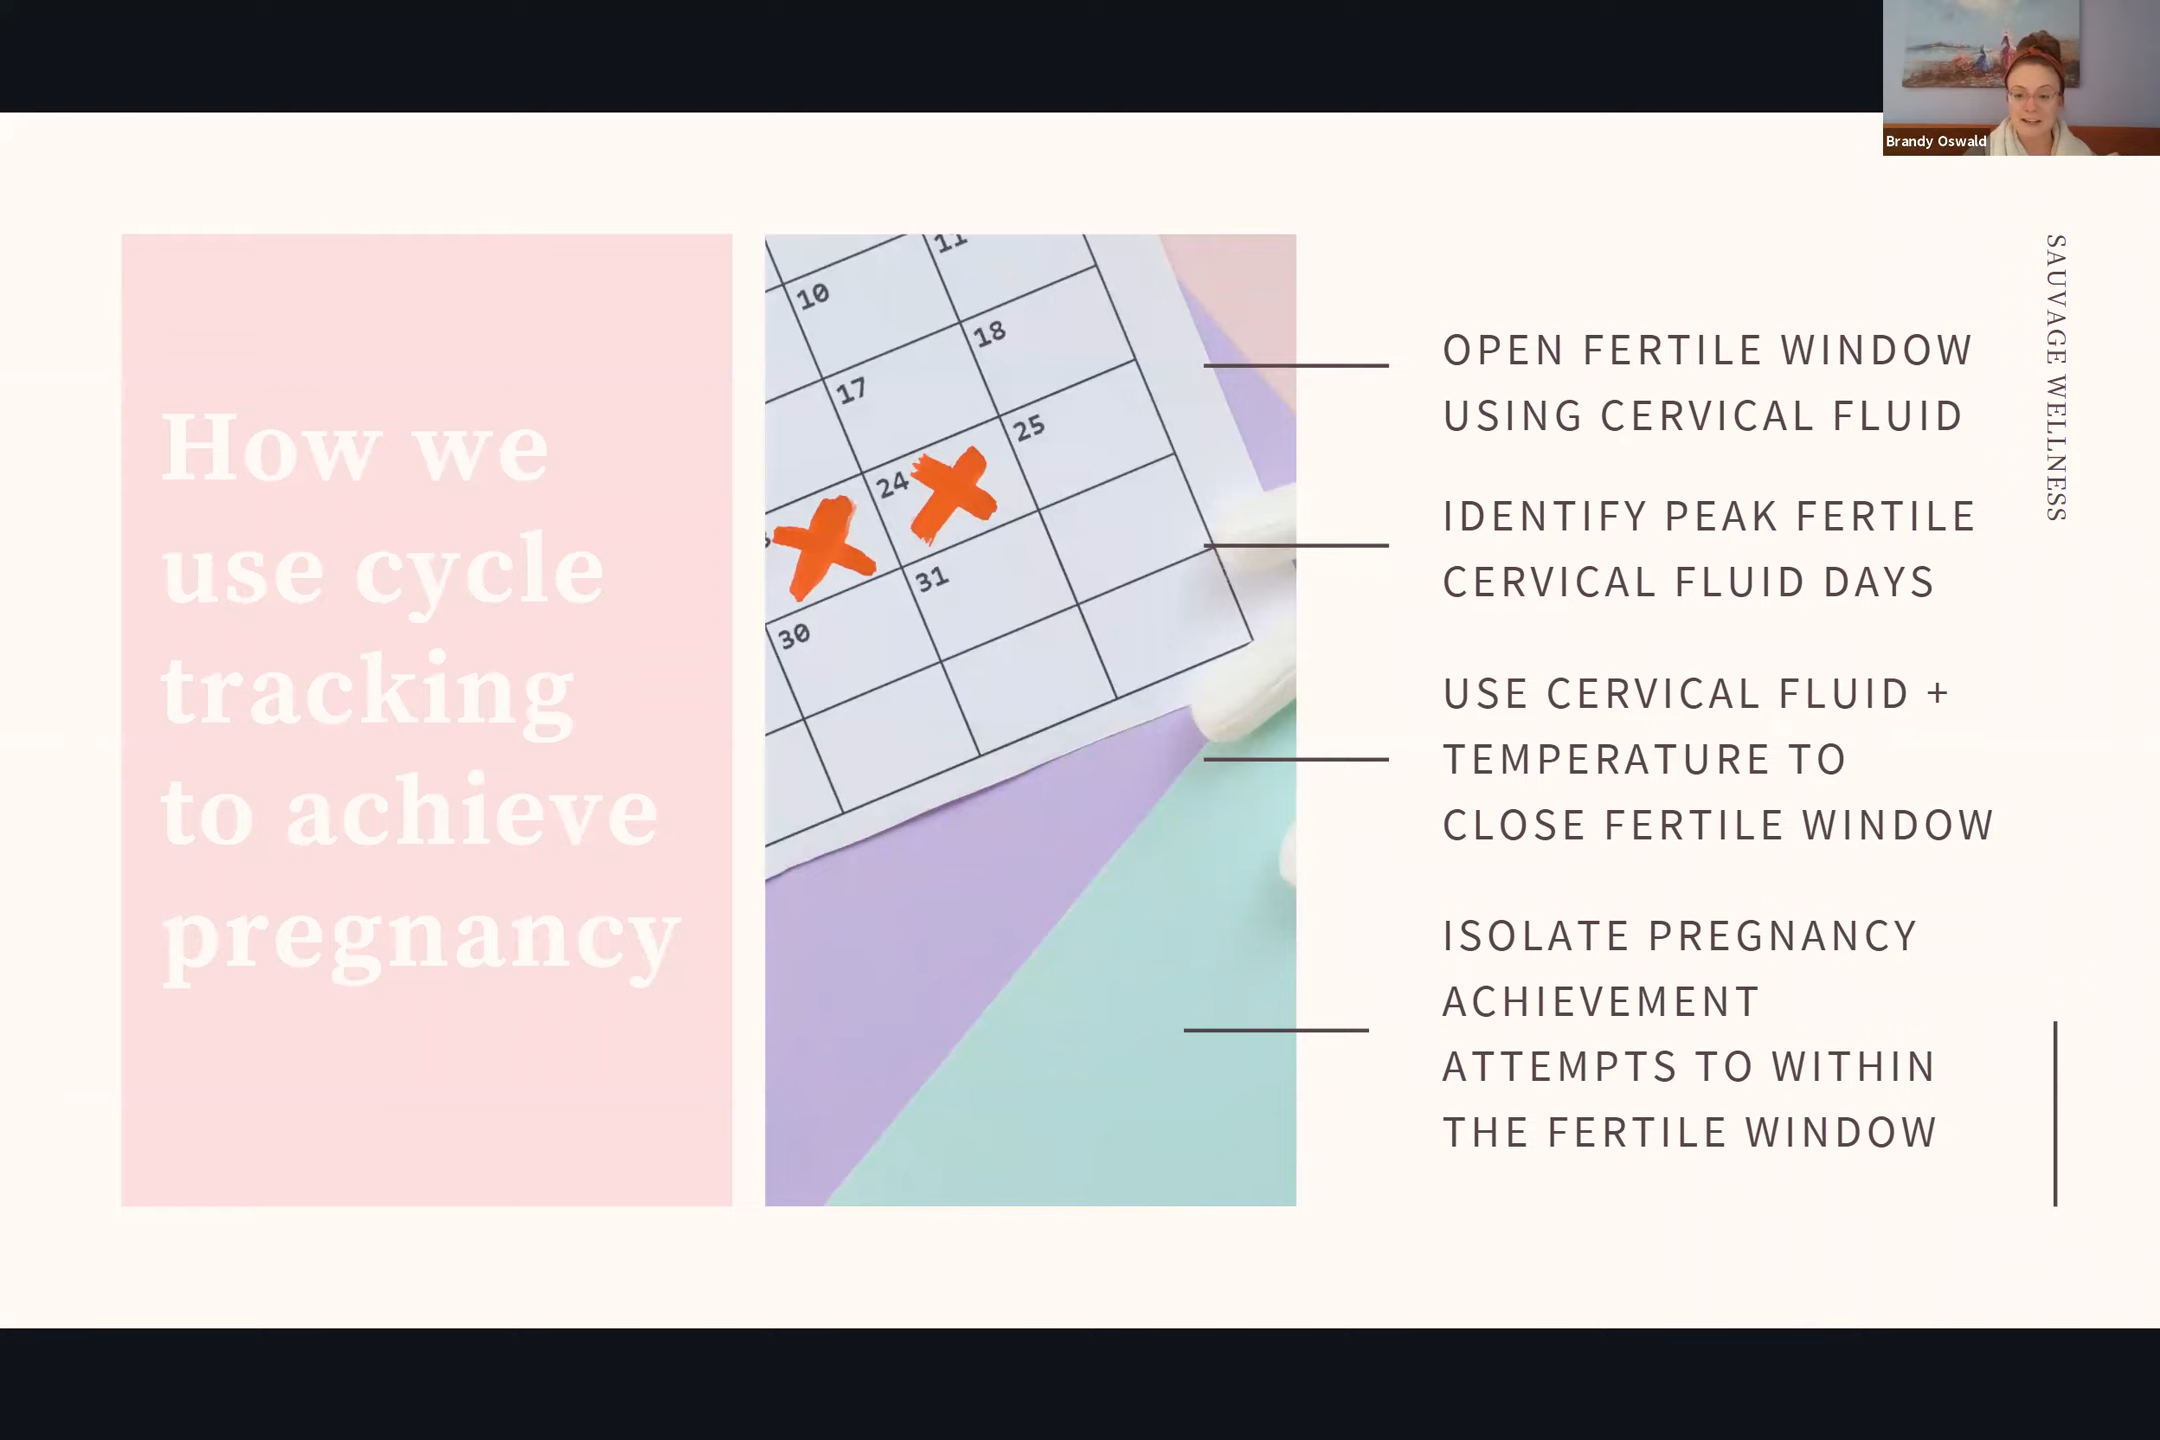 Brandy Oswald
How we
use cycle
tracking
to achieve
pregnancy
11
10
18
17
25
24
31
30
OPEN FERTILE WINDOW
USING CERVICAL FLUID
IDENTIFY PEAK FERTILE
CERVICAL FLUID DAYS
USE CERVICAL FLUID +
TEMPERATURE TO
CLOSE FERTILE WINDOW
ISOLATE PREGNANCY
ACHIEVEMENT
ATTEMPTS TO WITHIN
THE FERTILE WINDOW
SAUVAGE WELLNESS